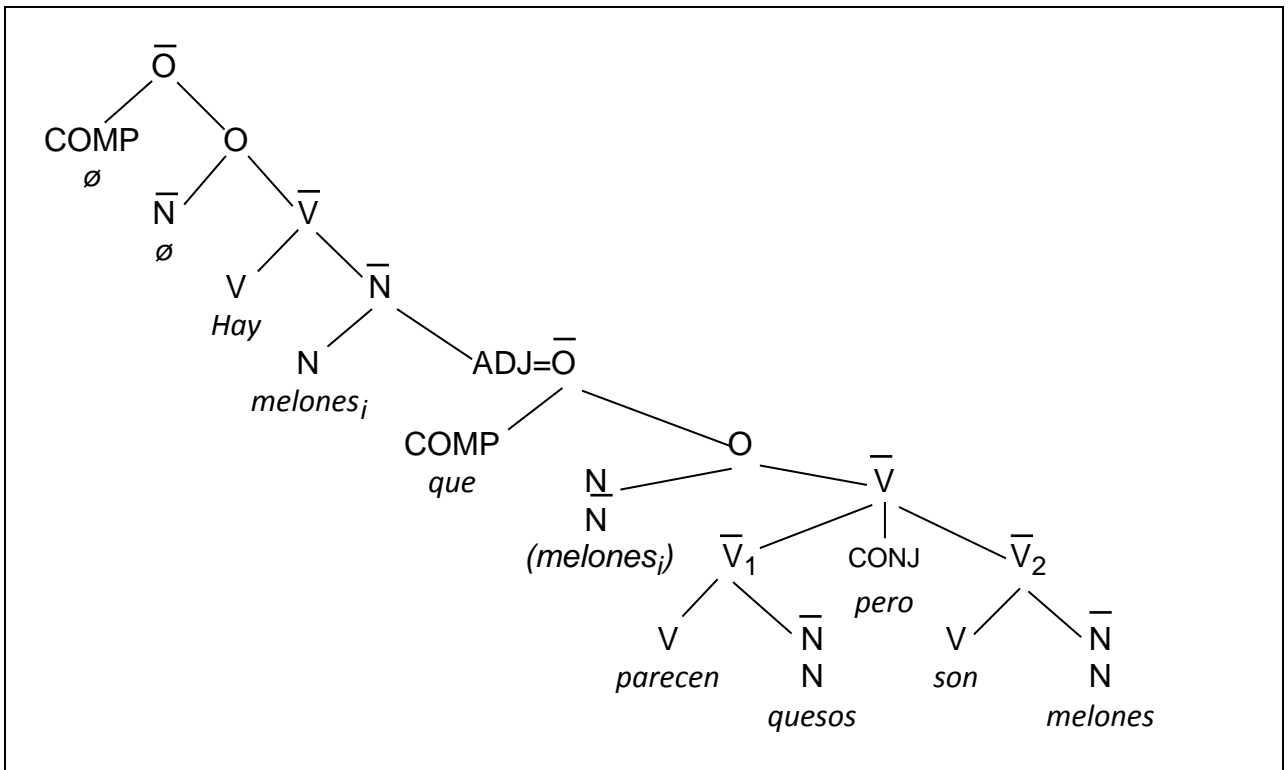 O̅
COMP O
ø
N̅ V̅
ø
V N̅
Hay
N ADJ=O̅
melonesᵢ
COMP O
que
N V̅
N̅
(melonesᵢ) V̅₁ CONJ V̅₂
pero
V N̅ V N̅
parecen N son N
quesos melones